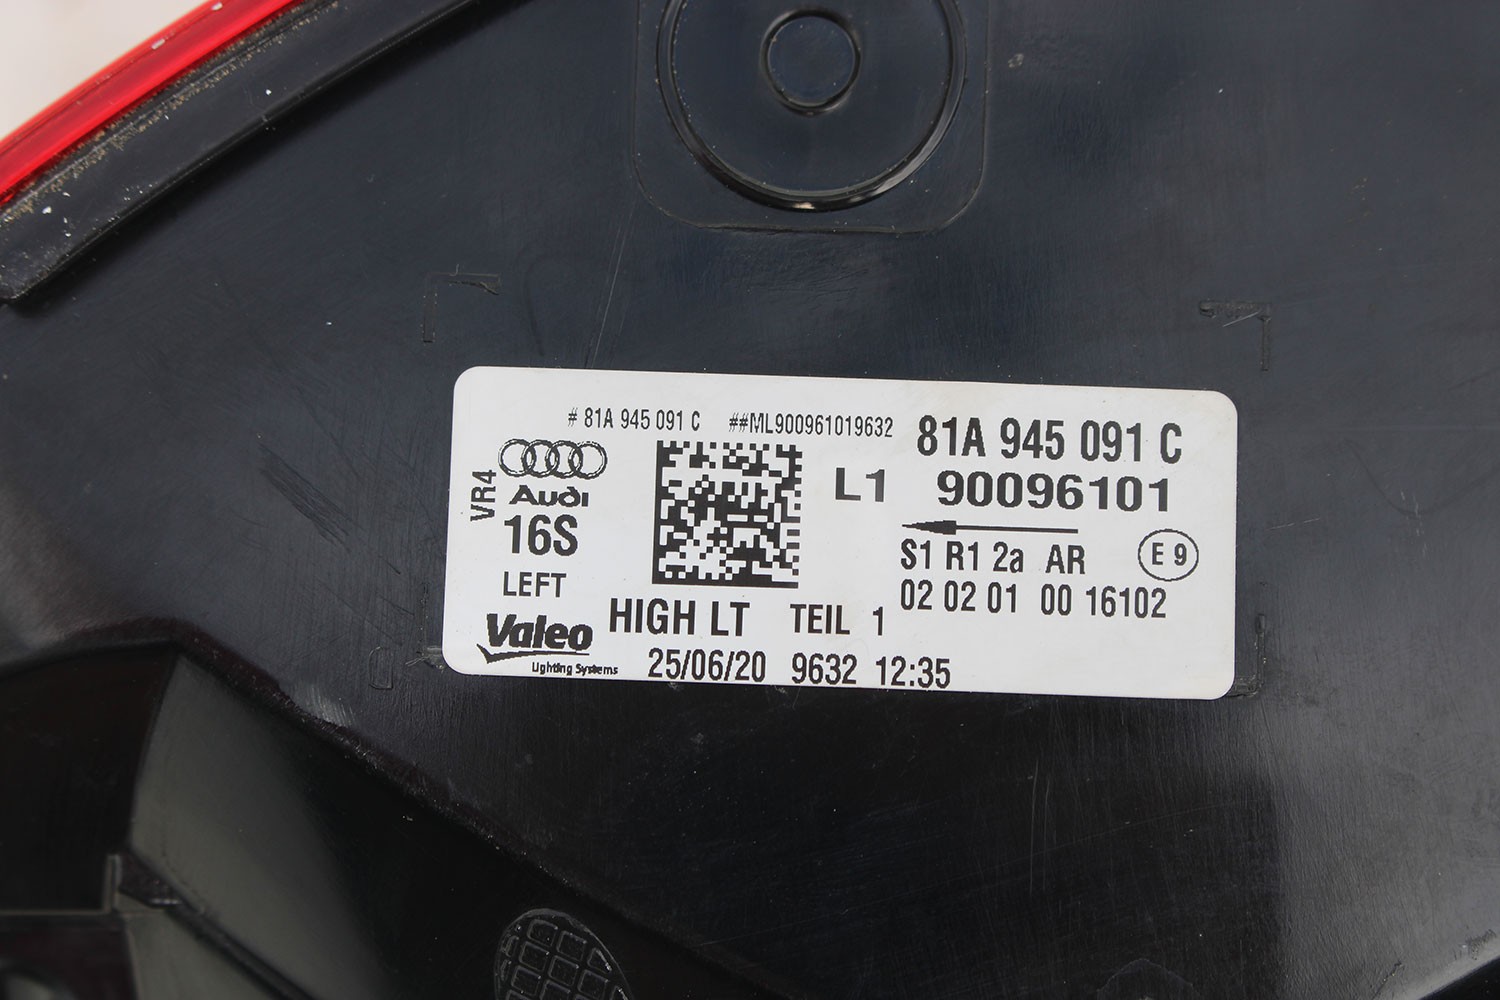 # 81A 945 091 C ##ML900961019632
81A 945 091 C
VR4
Audi
16S
LEFT
Valeo
Lighting Systems
L1 90096101
S1 R1 2a AR
E 9
02 02 01 00 16102
HIGH LT TEIL 1
25/06/20 9632 12:35